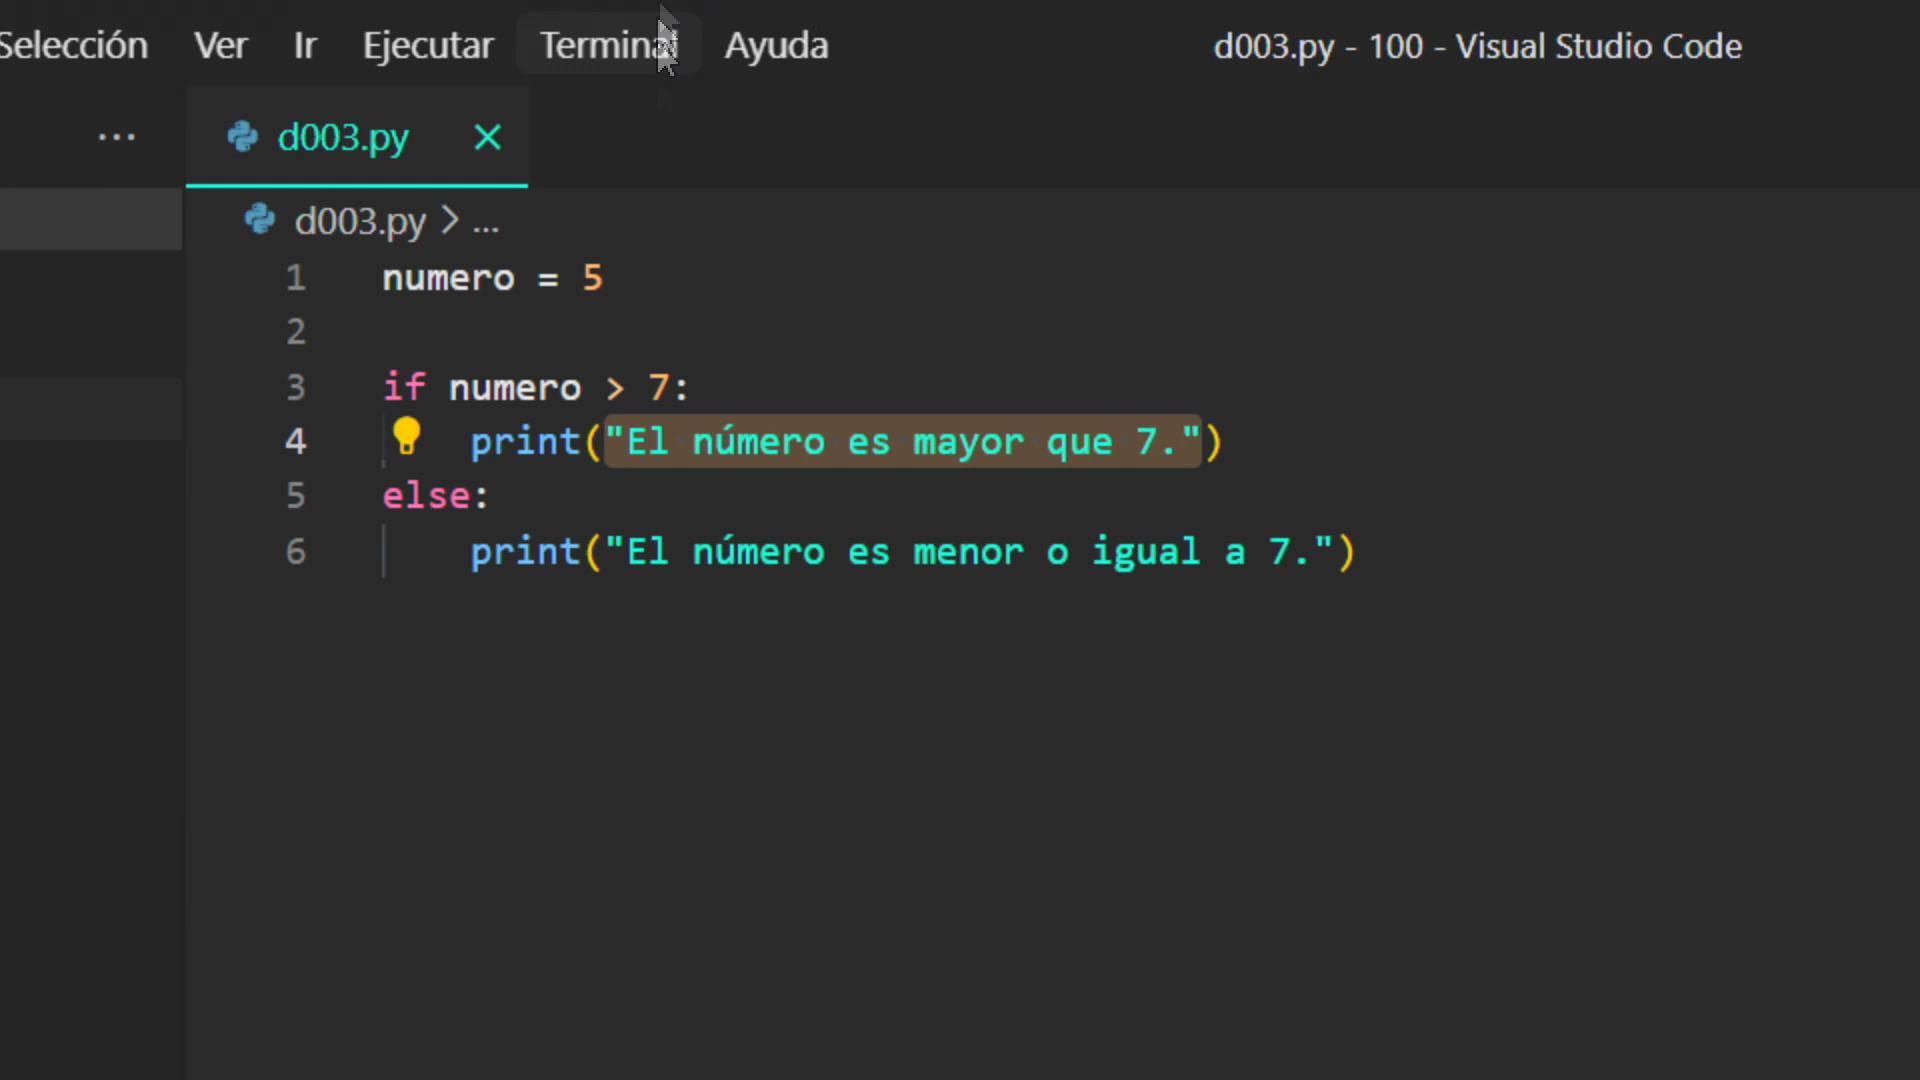 Selección Ver Ir Ejecutar Terminal Ayuda d003.py - 100 - Visual Studio Code
... d003.py
d003.py > ...
1 numero = 5
2
3 if numero > 7:
4 print("El número es mayor que 7.")
5 else:
6 print("El número es menor o igual a 7.")